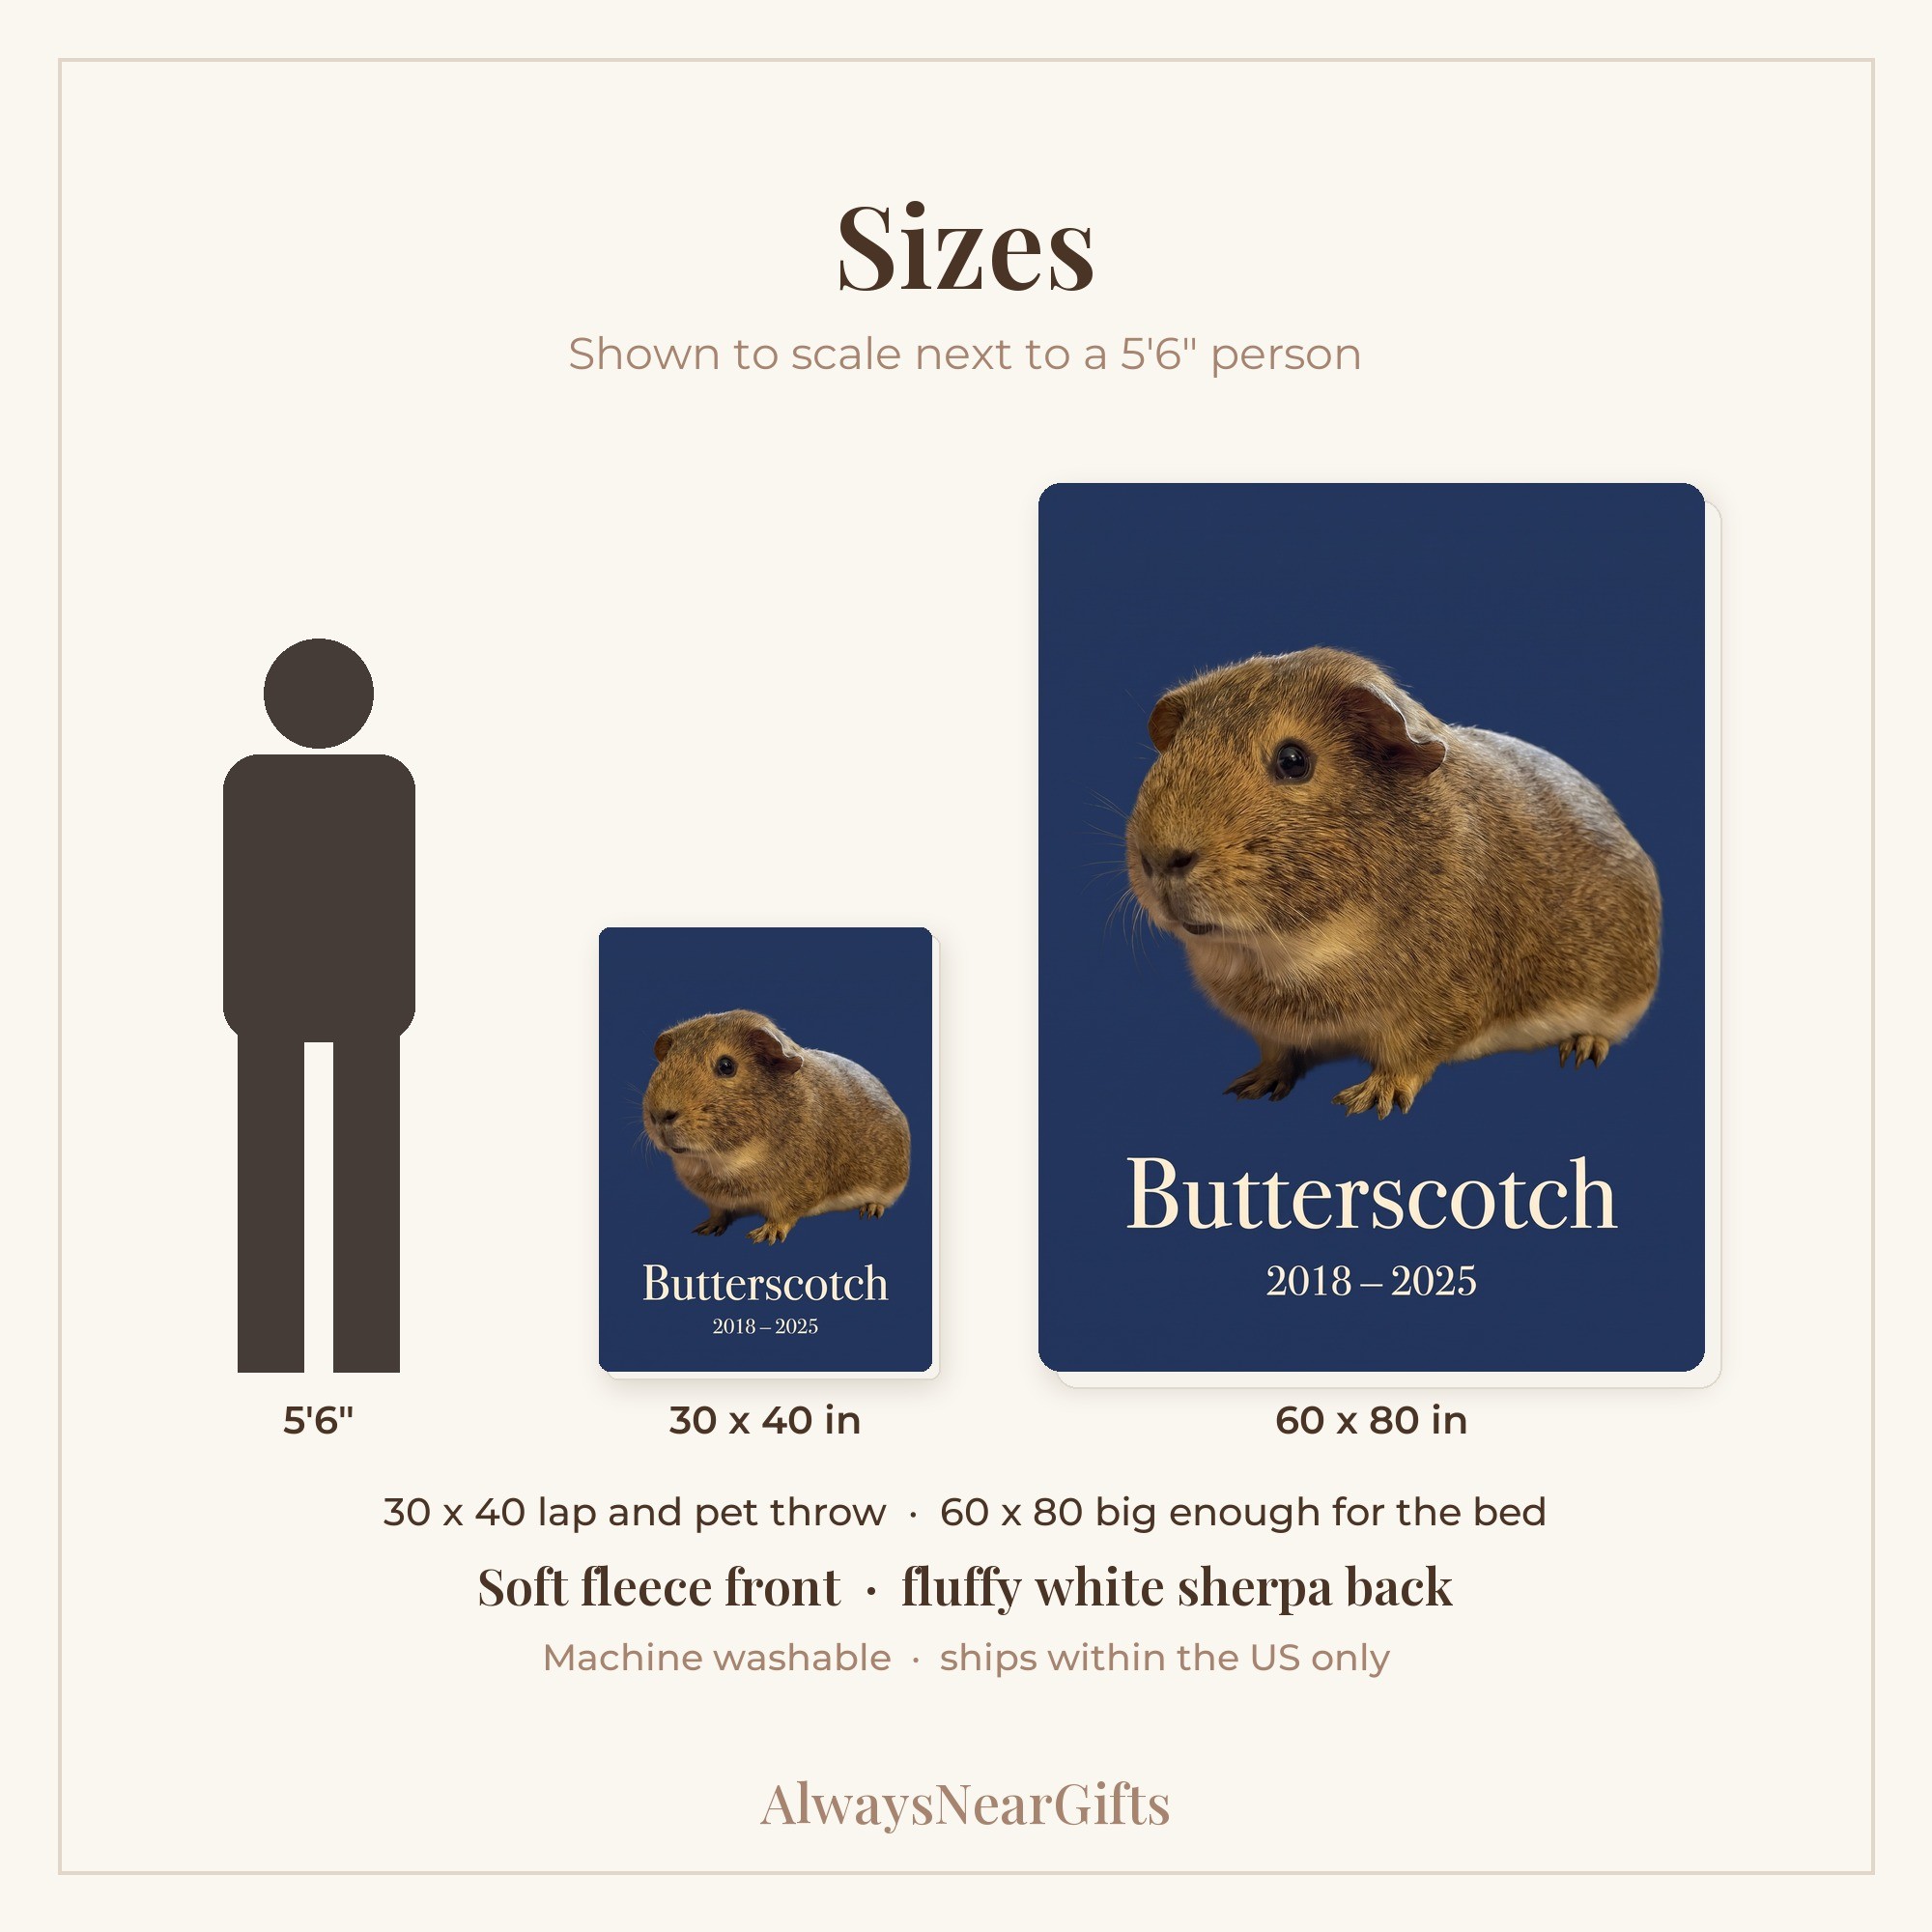 Sizes
Shown to scale next to a 5'6" person
Butterscotch
2018 – 2025
Butterscotch
2018 – 2025
5'6"
30 x 40 in
60 x 80 in
30 x 40 lap and pet throw · 60 x 80 big enough for the bed
Soft fleece front · fluffy white sherpa back
Machine washable · ships within the US only
AlwaysNearGifts